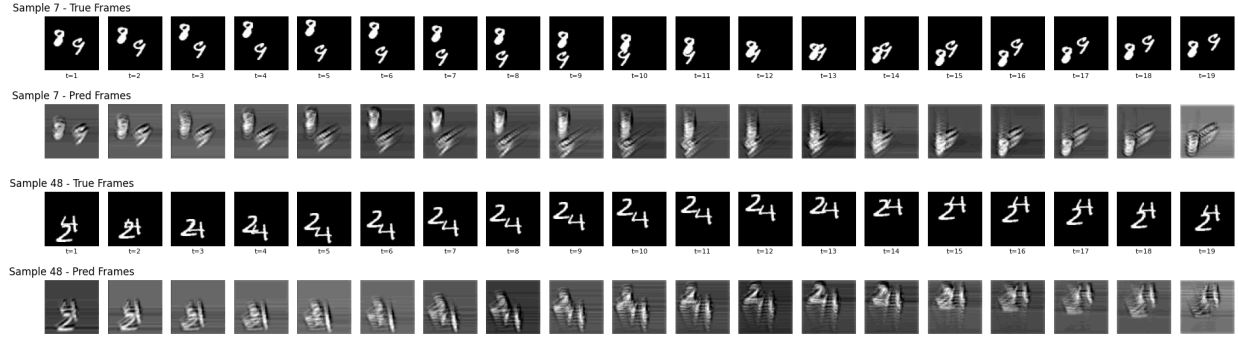 Sample 7 - True Frames
t=1 t=2 t=3 t=4 t=5 t=6 t=7 t=8 t=9 t=10 t=11 t=12 t=13 t=14 t=15 t=16 t=17 t=18 t=19
Sample 7 - Pred Frames
Sample 48 - True Frames
t=1 t=2 t=3 t=4 t=5 t=6 t=7 t=8 t=9 t=10 t=11 t=12 t=13 t=14 t=15 t=16 t=17 t=18 t=19
Sample 48 - Pred Frames